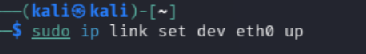 ──(kali㉿kali)-[~]
─$ sudo ip link set dev eth0 up